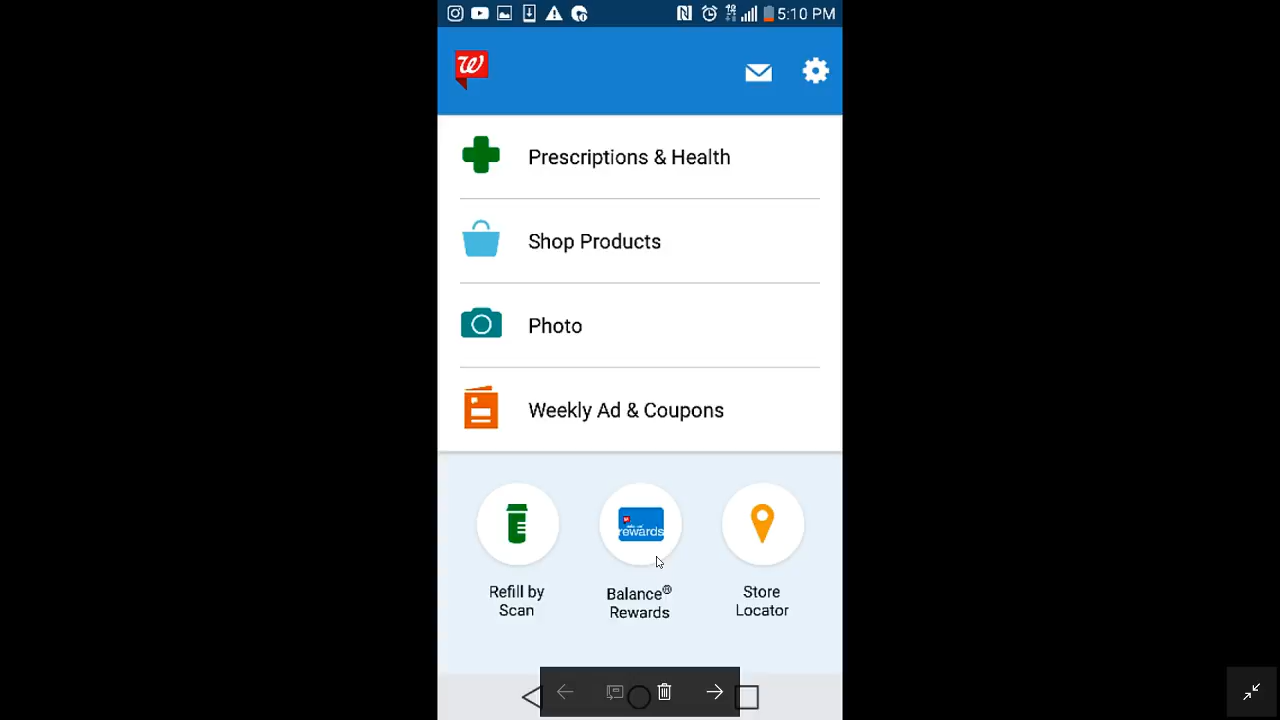 5:10 PM
W
Prescriptions & Health
Shop Products
Photo
Weekly Ad & Coupons
rewards
Refill by
Scan
Balance®
Rewards
Store
Locator